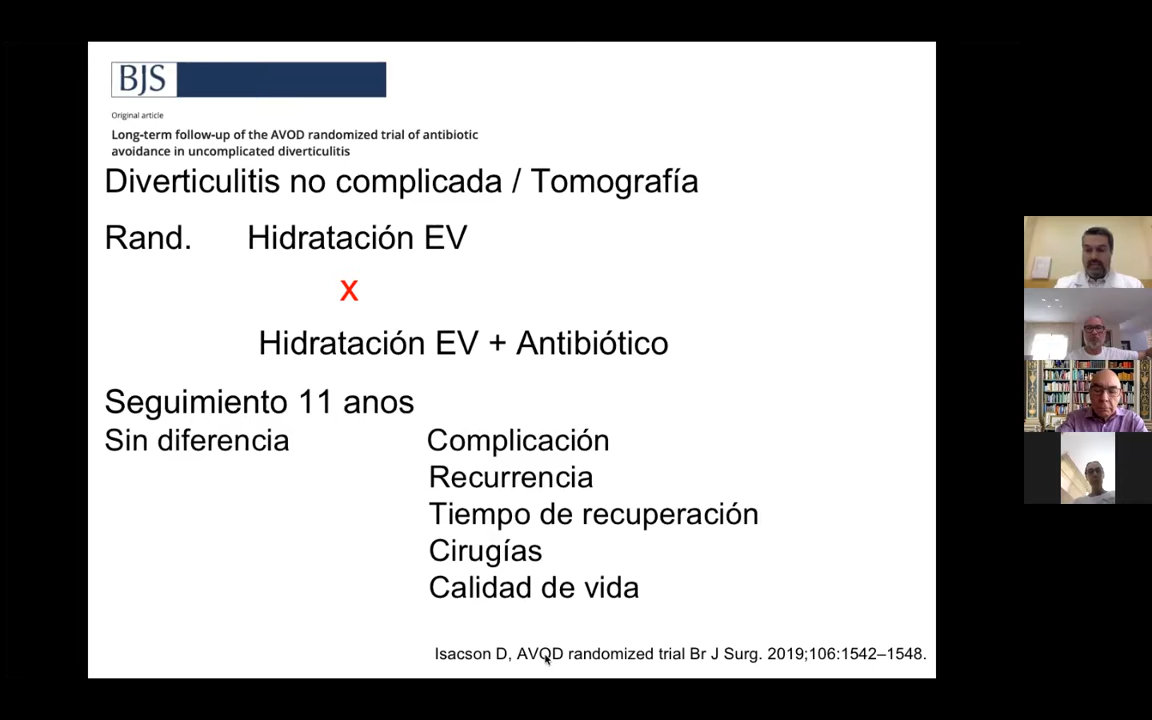 BJS
Original article
Long-term follow-up of the AVOD randomized trial of antibiotic
avoidance in uncomplicated diverticulitis
Diverticulitis no complicada / Tomografía
Rand. Hidratación EV
x
Hidratación EV + Antibiótico
Seguimiento 11 anos
Sin diferencia Complicación
Recurrencia
Tiempo de recuperación
Cirugías
Calidad de vida
Isacson D, AVOD randomized trial Br J Surg. 2019;106:1542–1548.